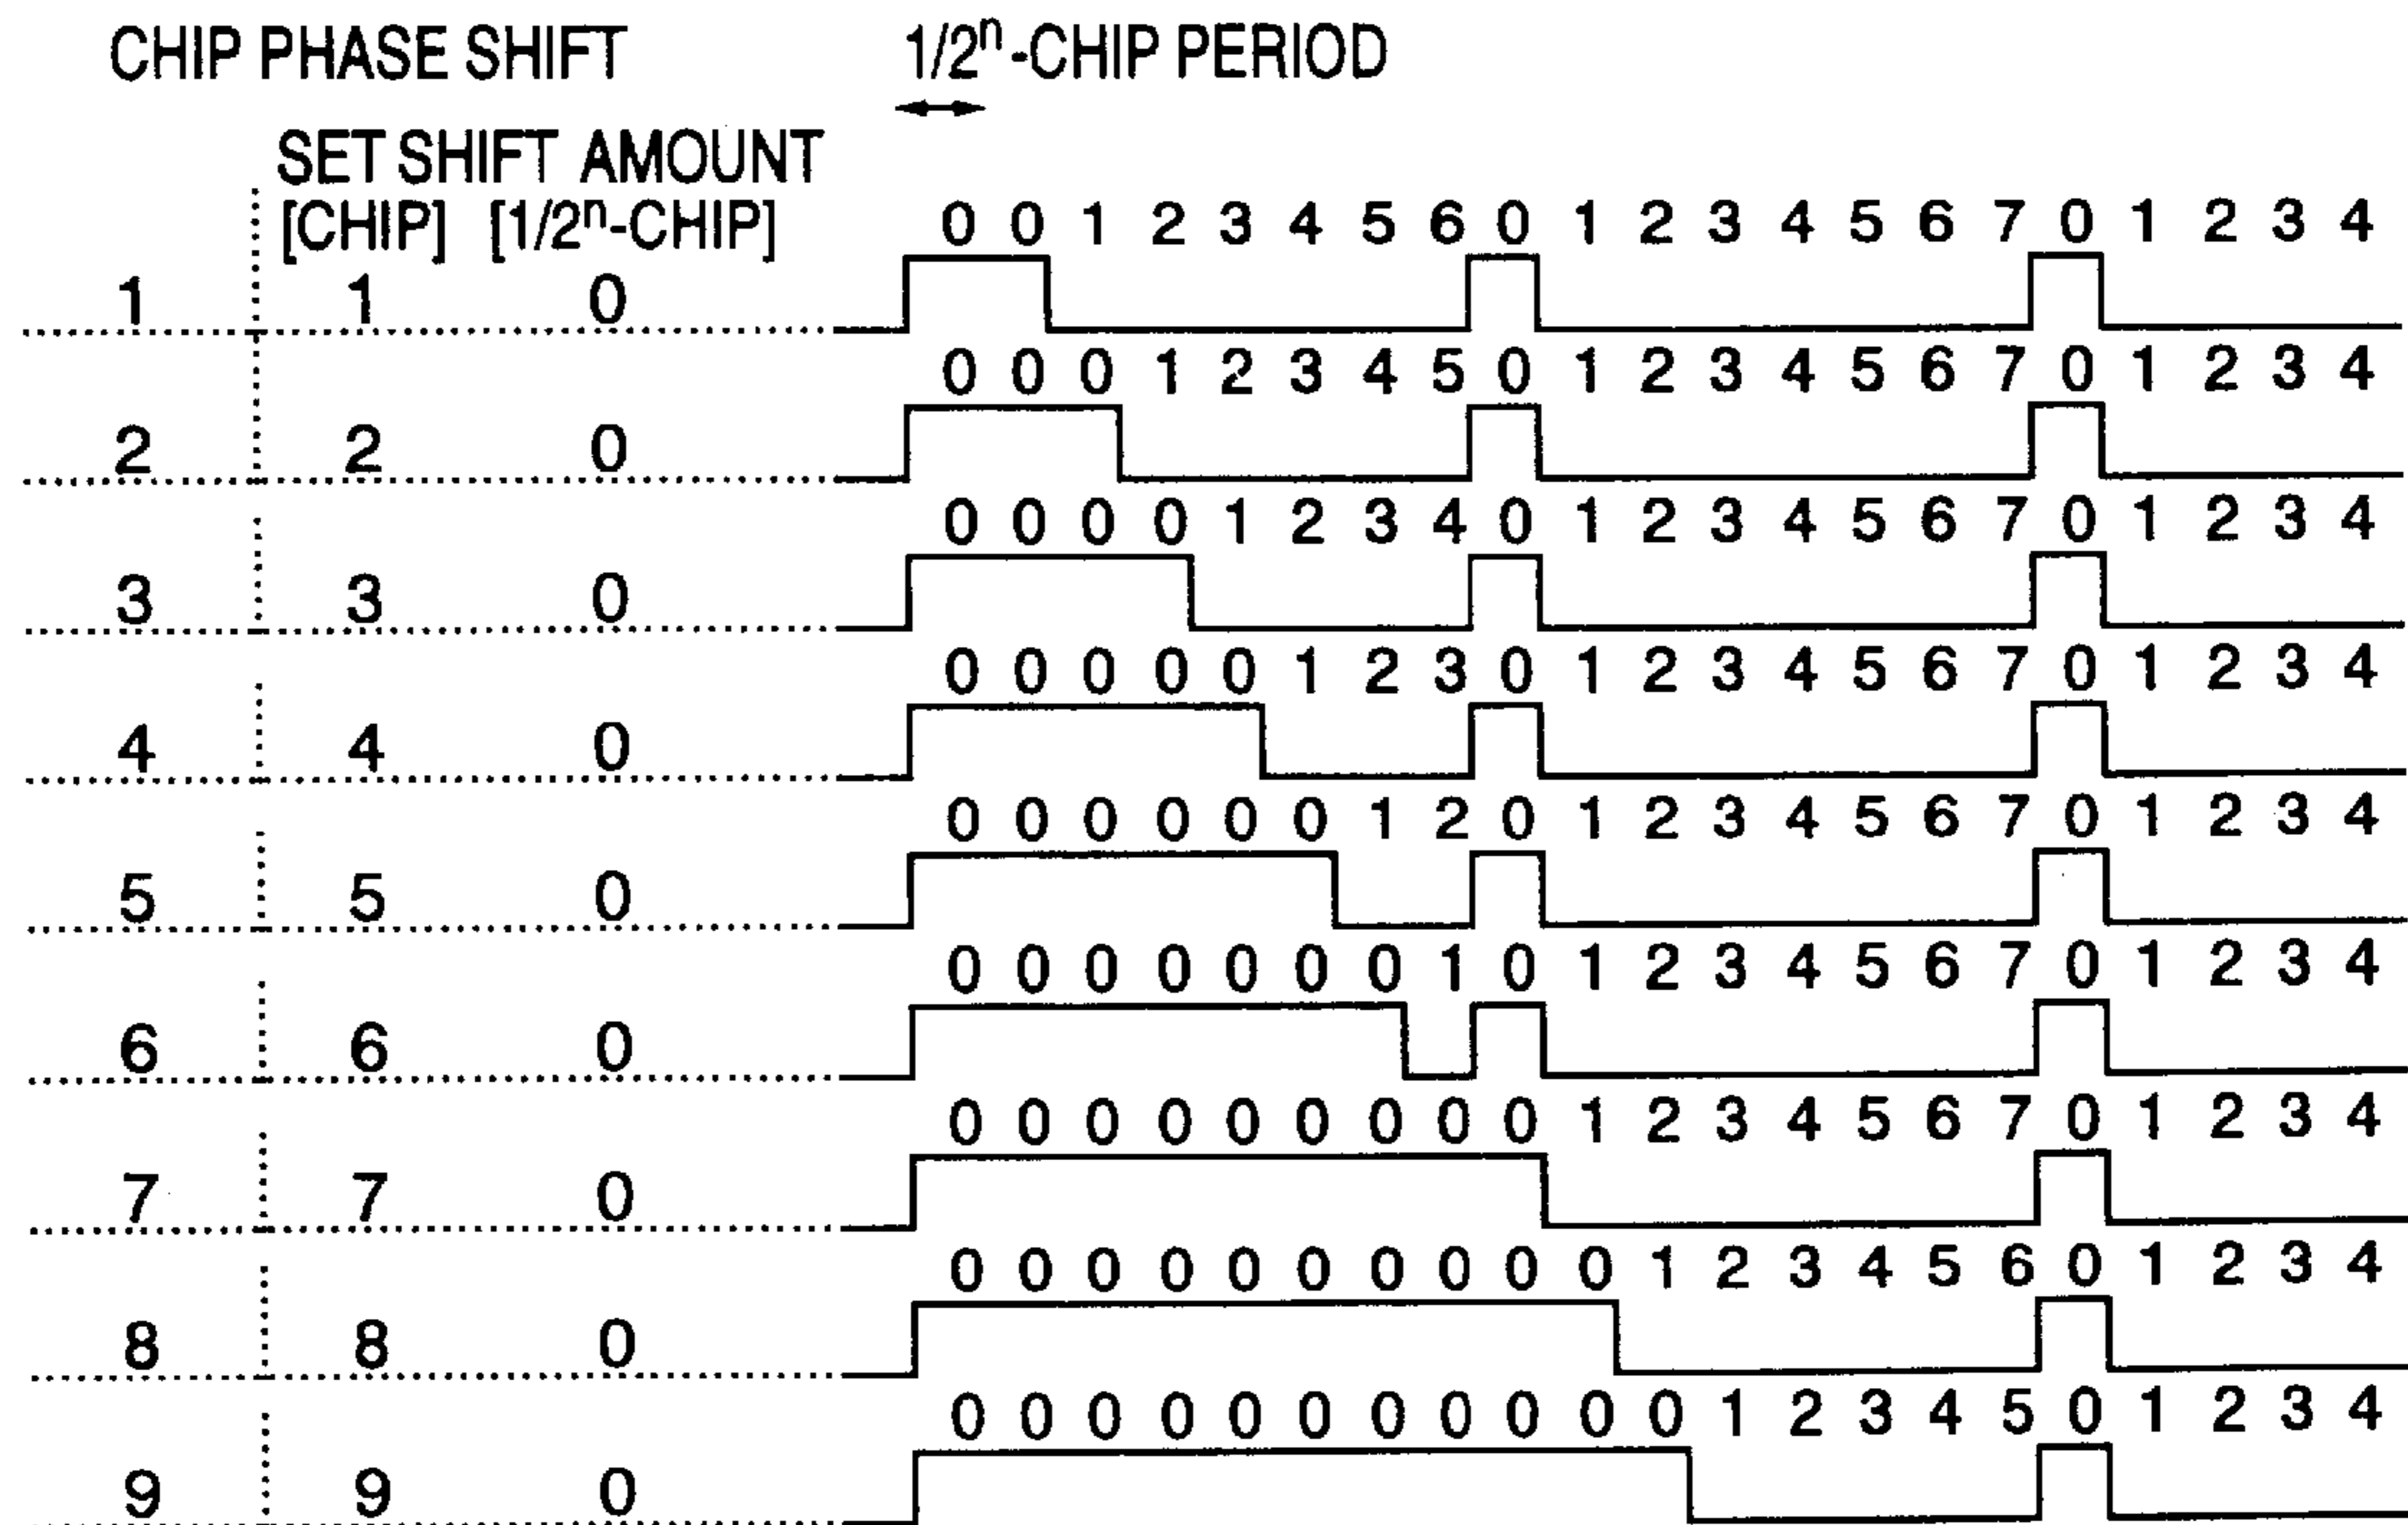 CHIP PHASE SHIFT 1/2ⁿ-CHIP PERIOD
SET SHIFT AMOUNT
[CHIP] [1/2ⁿ-CHIP] 0 0 1 2 3 4 5 6 0 1 2 3 4 5 6 7 0 1 2 3 4
1 1 0
0 0 0 1 2 3 4 5 0 1 2 3 4 5 6 7 0 1 2 3 4
2 2 0
0 0 0 0 1 2 3 4 0 1 2 3 4 5 6 7 0 1 2 3 4
3 3 0
0 0 0 0 0 1 2 3 0 1 2 3 4 5 6 7 0 1 2 3 4
4 4 0
0 0 0 0 0 0 1 2 0 1 2 3 4 5 6 7 0 1 2 3 4
5 5 0
0 0 0 0 0 0 0 1 0 1 2 3 4 5 6 7 0 1 2 3 4
6 6 0
0 0 0 0 0 0 0 0 0 1 2 3 4 5 6 7 0 1 2 3 4
7 7 0
0 0 0 0 0 0 0 0 0 0 1 2 3 4 5 6 0 1 2 3 4
8 8 0
0 0 0 0 0 0 0 0 0 0 0 1 2 3 4 5 0 1 2 3 4
9 9 0